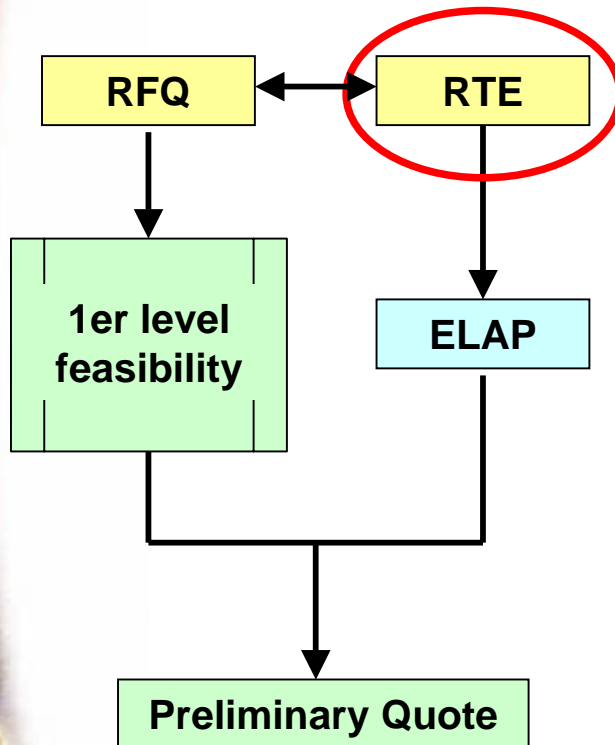 RFQ
RTE
1er level
feasibility
ELAP
Preliminary Quote